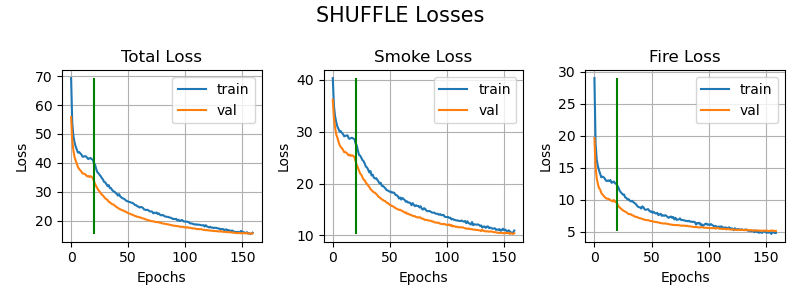 SHUFFLE Losses
Total Loss
Smoke Loss
Fire Loss
70
60
50
40
30
20
Loss
train
val
0
50
100
150
Epochs
40
30
20
10
Loss
train
val
0
50
100
150
Epochs
30
25
20
15
10
5
Loss
train
val
0
50
100
150
Epochs